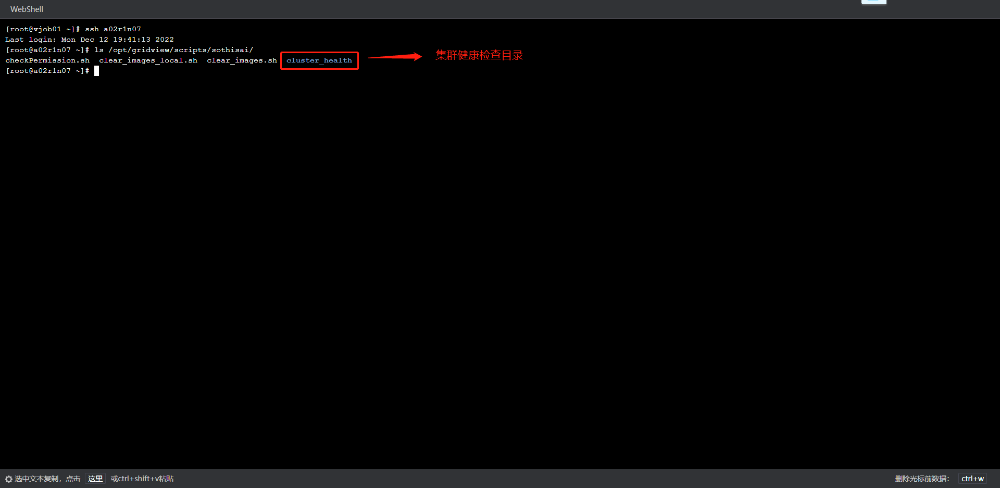 WebShell
[root@vjob01 ~]# ssh a02r1n07
Last login: Mon Dec 12 19:41:13 2022
[root@a02r1n07 ~]# ls /opt/gridview/scripts/sothisai/
checkPermission.sh  clear_images_local.sh  clear_images.sh  cluster_health
集群健康检查目录
[root@a02r1n07 ~]#
选中文本复制，点击 这里 或ctrl+shift+v粘贴
删除光标前数据： ctrl+w